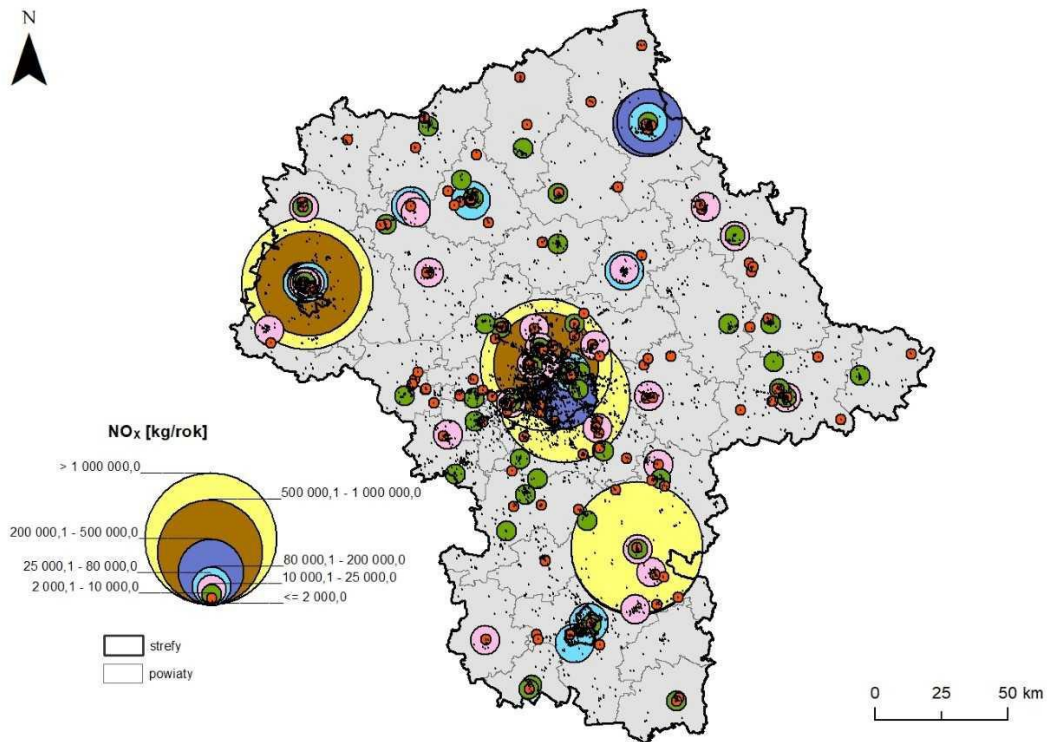 N
NOX [kg/rok]
> 1 000 000,0
500 000,1 - 1 000 000,0
200 000,1 - 500 000,0
80 000,1 - 200 000,0
25 000,1 - 80 000,0
10 000,1 - 25 000,0
2 000,1 - 10 000,0
<= 2 000,0
strefy
powiaty
0 25 50 km